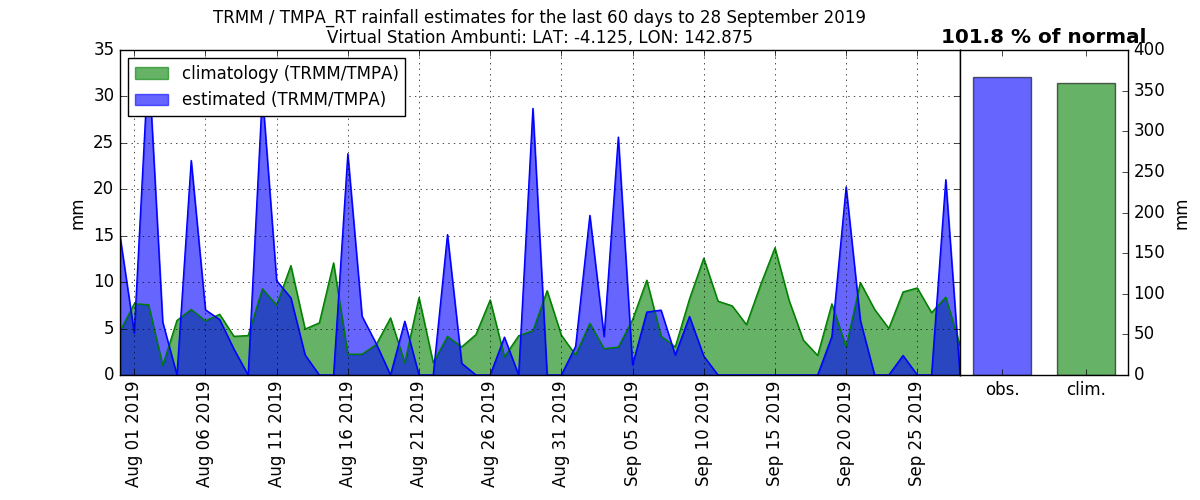 TRMM / TMPA_RT rainfall estimates for the last 60 days to 28 September 2019
Virtual Station Ambunti: LAT: -4.125, LON: 142.875
101.8 % of normal
climatology (TRMM/TMPA)
estimated (TRMM/TMPA)
mm
35
30
25
20
15
10
5
0
Aug 01 2019
Aug 06 2019
Aug 11 2019
Aug 16 2019
Aug 21 2019
Aug 26 2019
Aug 31 2019
Sep 05 2019
Sep 10 2019
Sep 15 2019
Sep 20 2019
Sep 25 2019
obs.
clim.
400
350
300
250
200
150
100
50
0
mm